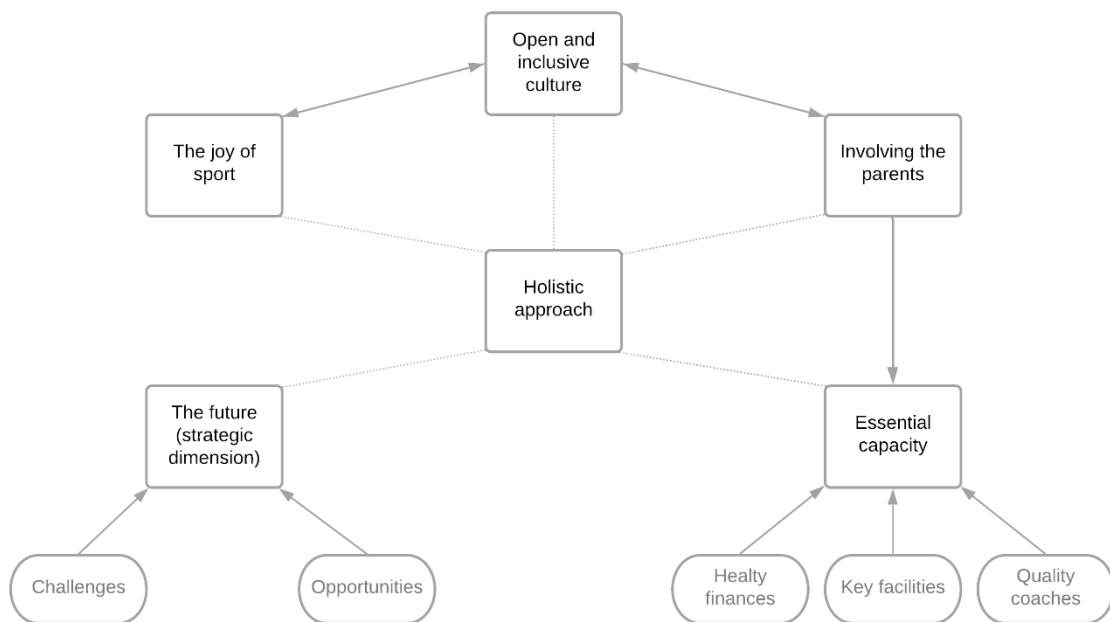 Open and
inclusive
culture
The joy of
sport
Involving the
parents
Holistic
approach
The future
(strategic
dimension)
Essential
capacity
Challenges
Opportunities
Healty
finances
Key facilities
Quality
coaches